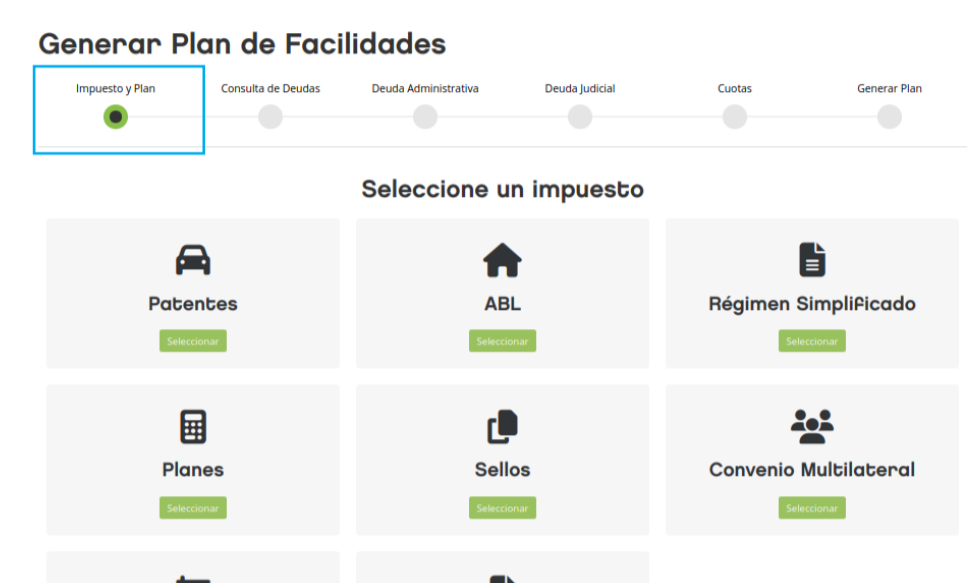 Generar Plan de Facilidades
Impuesto y Plan
Consulta de Deudas
Deuda Administrativa
Deuda Judicial
Cuotas
Generar Plan
Seleccione un impuesto
Patentes
Seleccionar
ABL
Seleccionar
Régimen Simplificado
Seleccionar
Planes
Seleccionar
Sellos
Seleccionar
Convenio Multilateral
Seleccionar